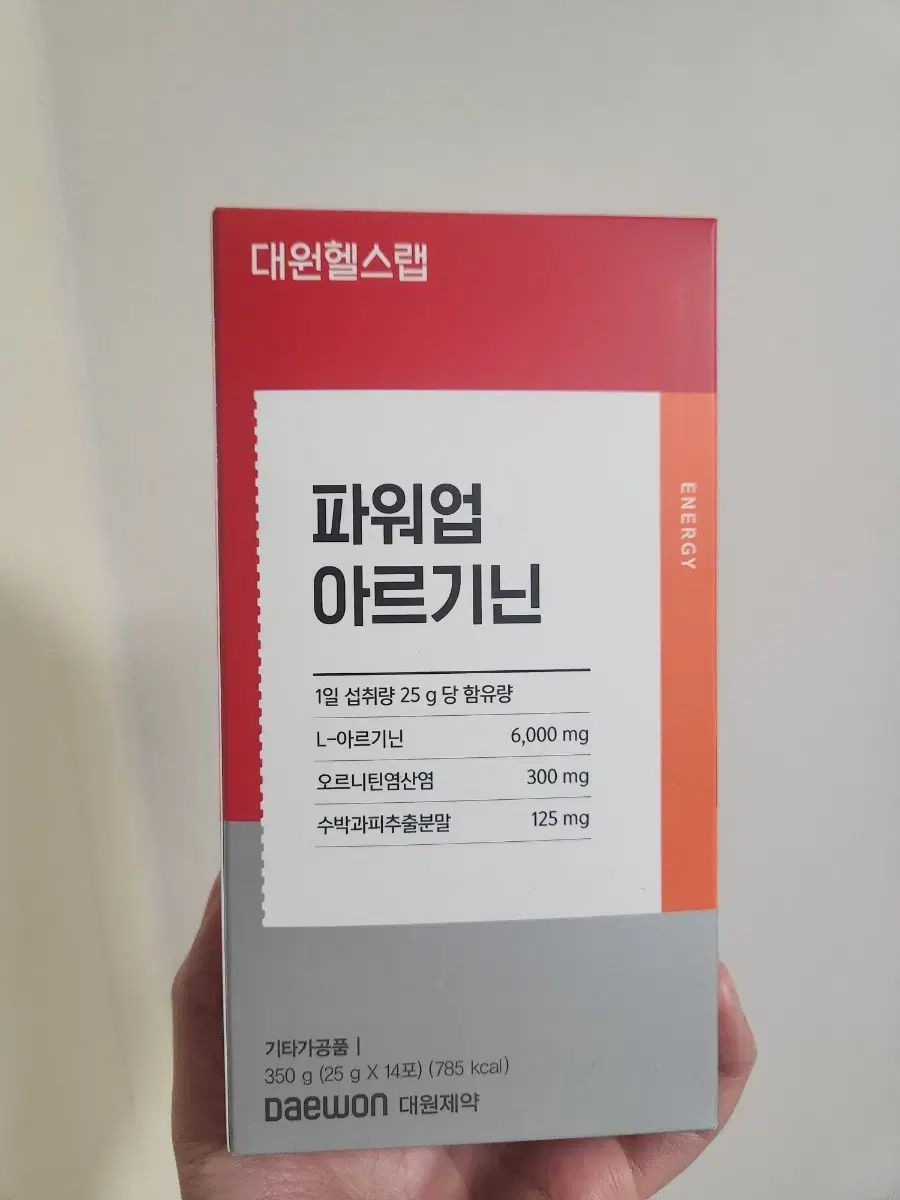 대원헬스랩
파워업
아르기닌
ENERGY
1일 섭취량 25 g 당 함유량
L-아르기닌 6,000 mg
오르니틴염산염 300 mg
수박과피추출분말 125 mg
기타가공품 |
350 g (25 g X 14포) (785 kcal)
Daewon 대원제약